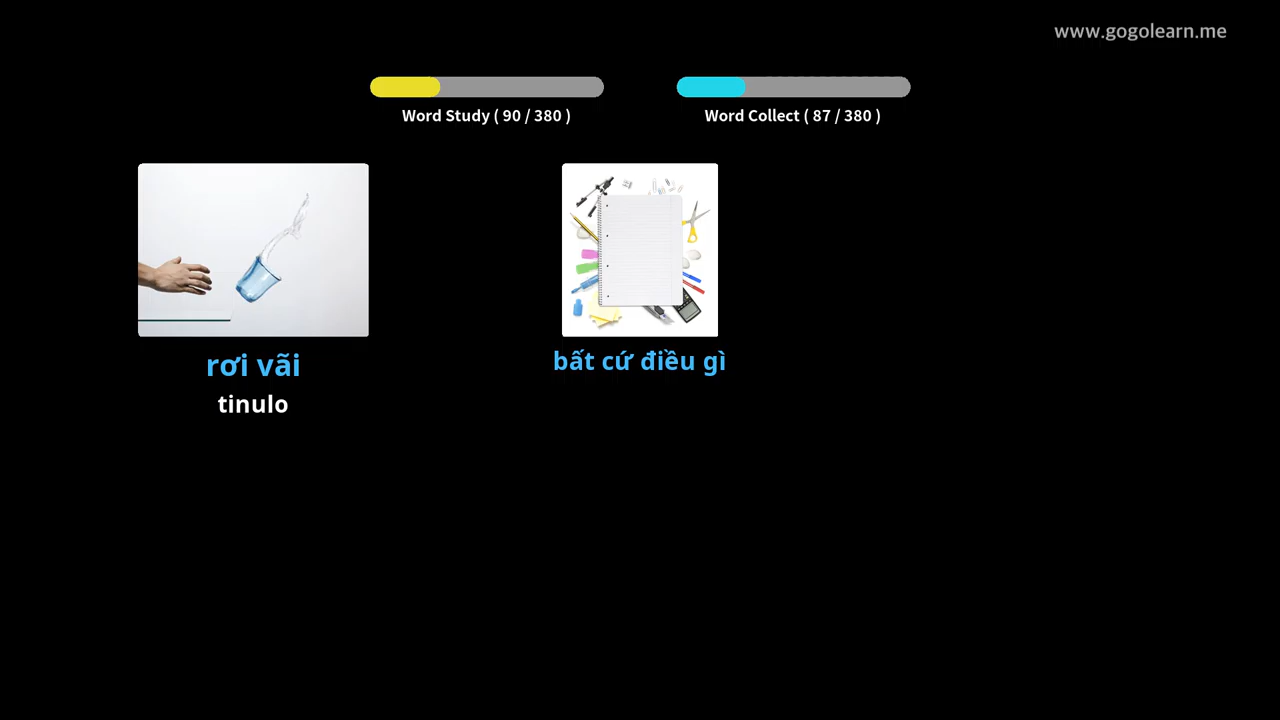 www.gogolearn.me
Word Study ( 90 / 380 )
Word Collect ( 87 / 380 )
rơi vãi
tinulo
bất cứ điều gì